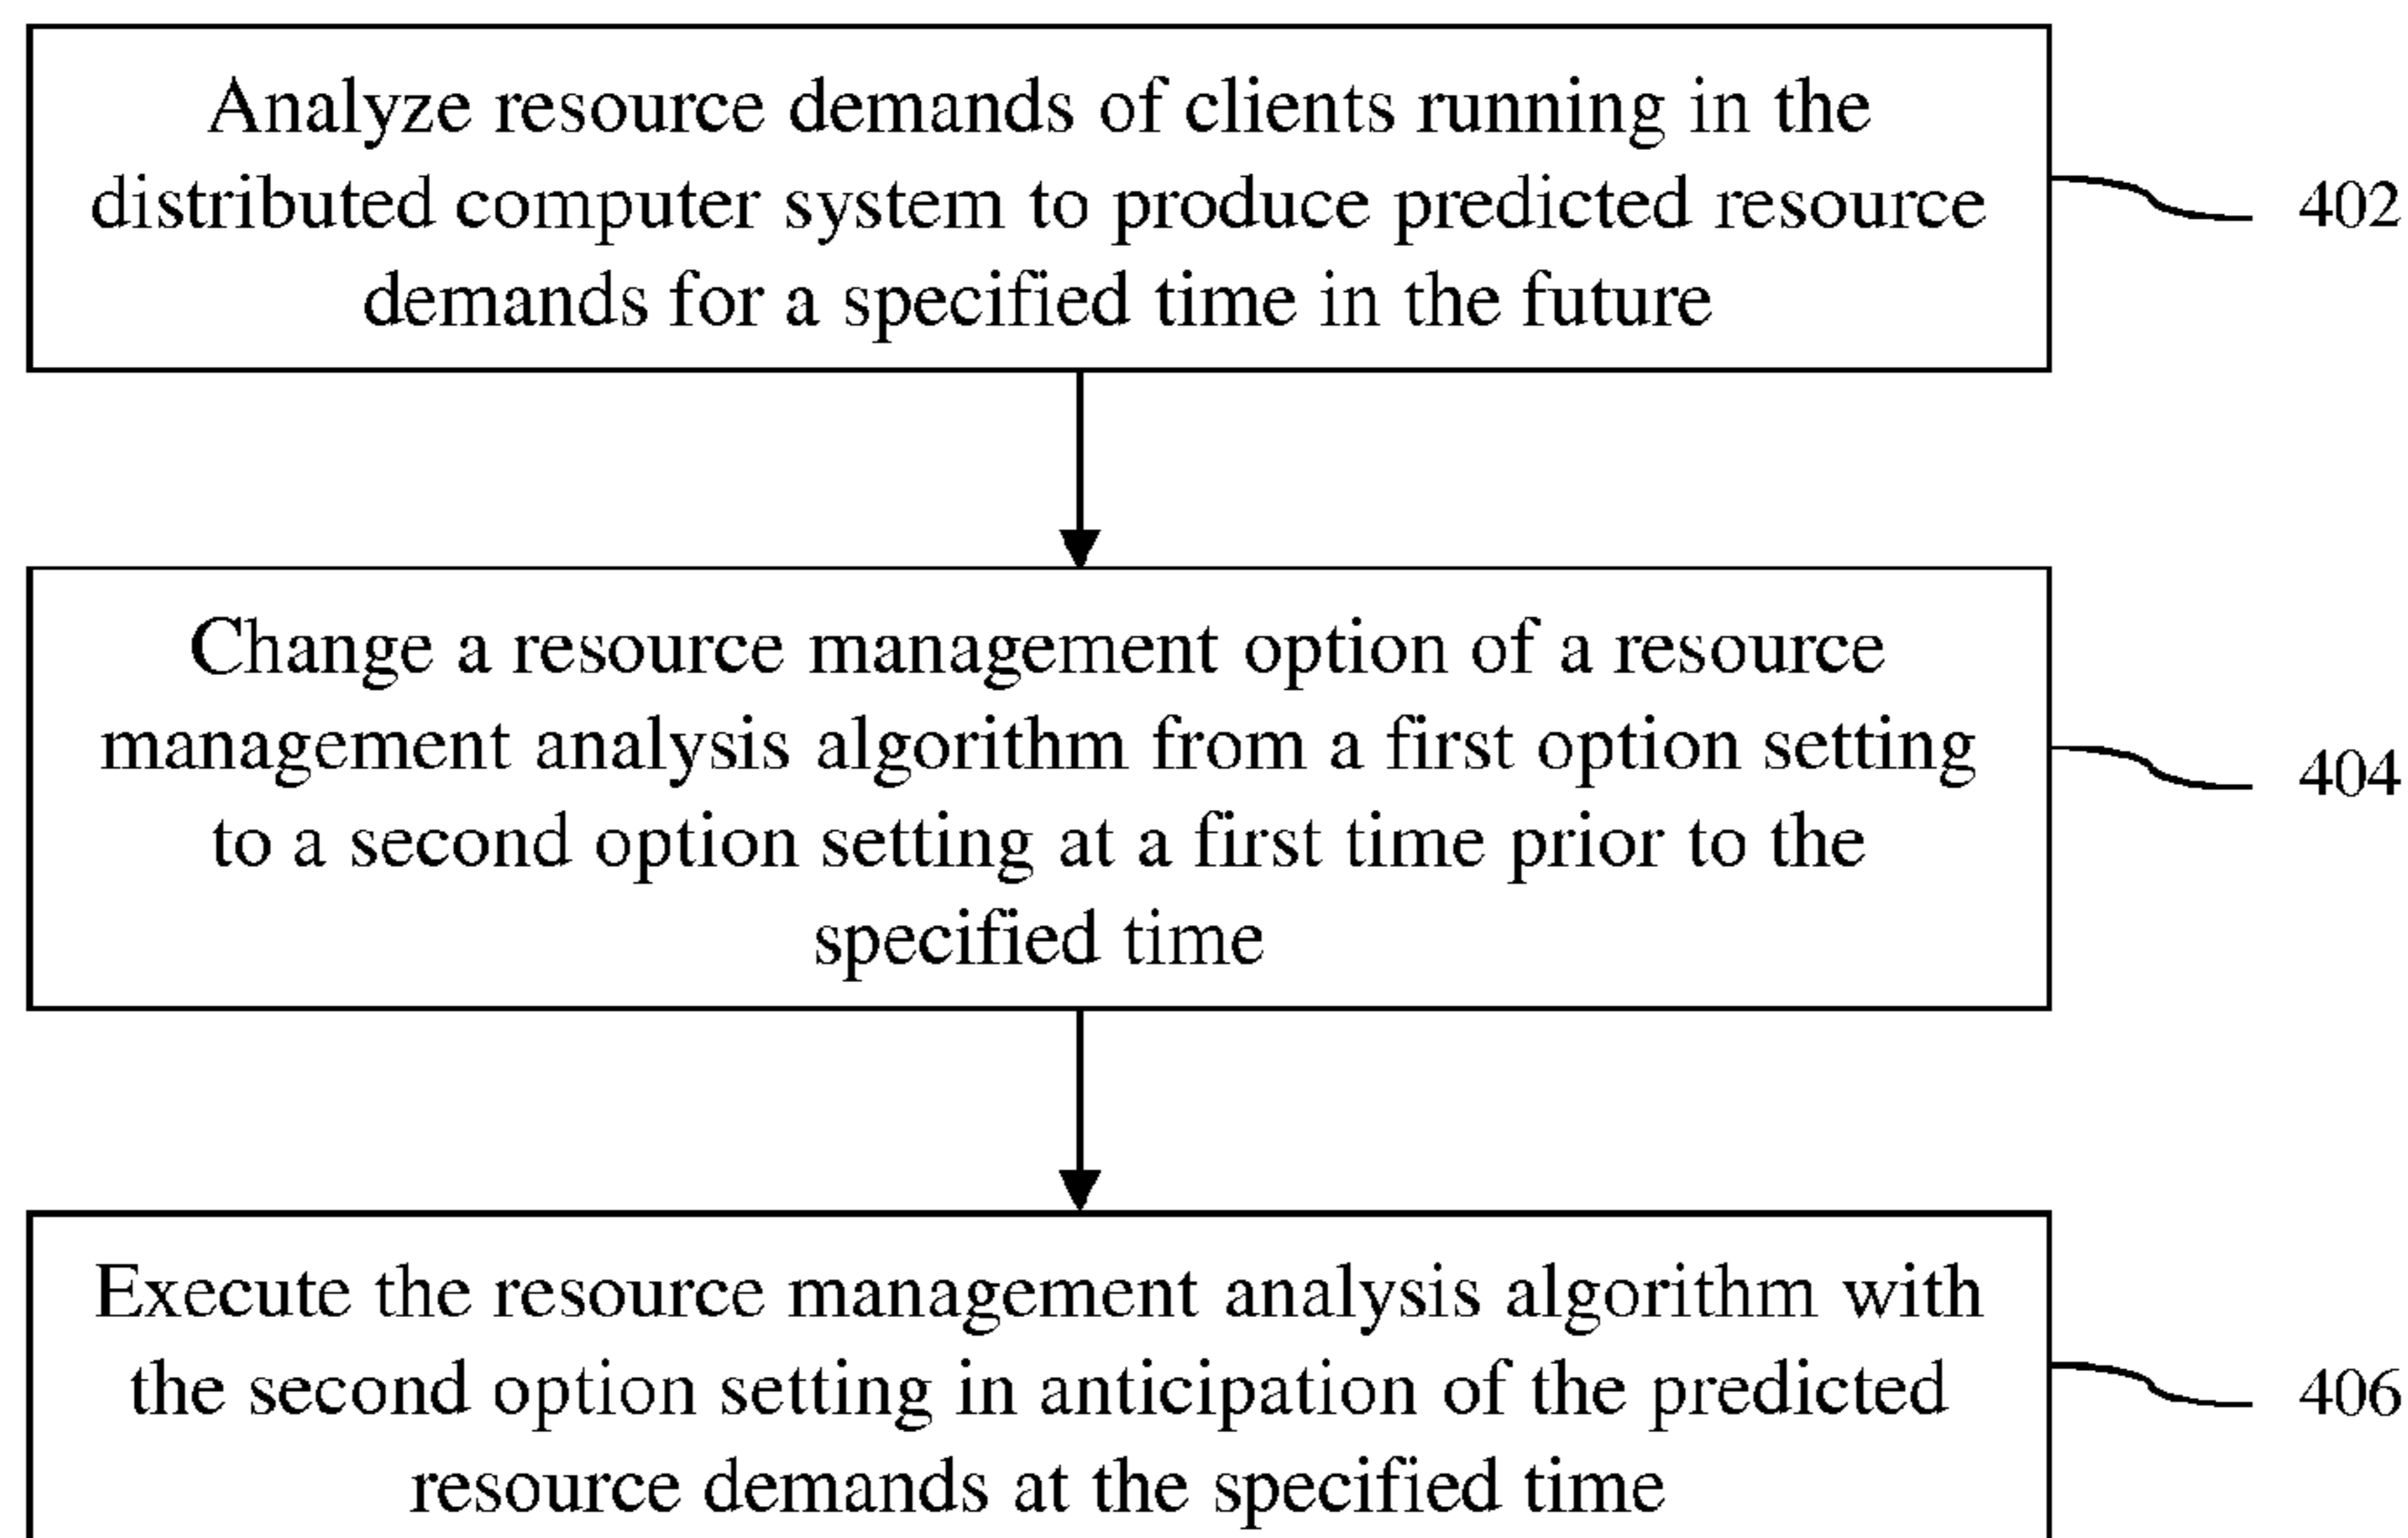 Analyze resource demands of clients running in the
distributed computer system to produce predicted resource
demands for a specified time in the future
402
Change a resource management option of a resource
management analysis algorithm from a first option setting
to a second option setting at a first time prior to the
specified time
404
Execute the resource management analysis algorithm with
the second option setting in anticipation of the predicted
resource demands at the specified time
406